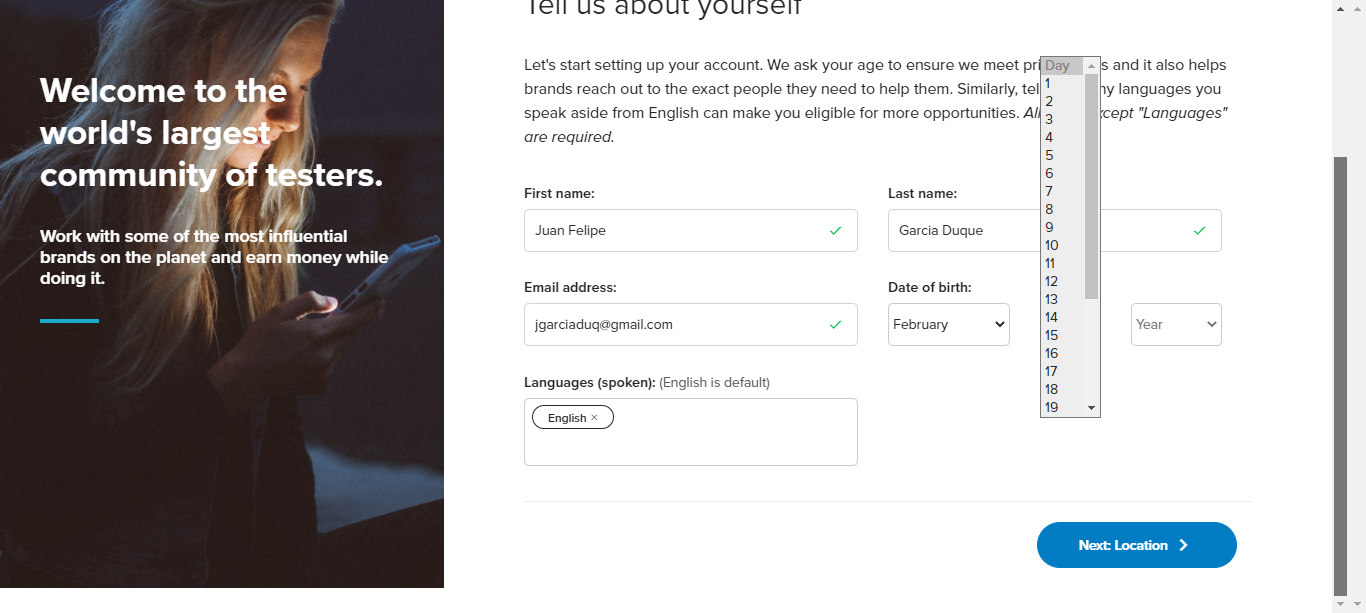 Welcome to the
world's largest
community of testers.
Work with some of the most influential
brands on the planet and earn money while
doing it.
Tell us about yourself
Let's start setting up your account. We ask your age to ensure we meet pri s and it also helps
brands reach out to the exact people they need to help them. Similarly, tel ny languages you
speak aside from English can make you eligible for more opportunities. Al cept "Languages"
are required.
First name:
Juan Felipe
Last name:
Garcia Duque
Email address:
jgarciaduq@gmail.com
Date of birth:
February
Day
1
2
3
4
5
6
7
8
9
10
11
12
13
14
15
16
17
18
19
Year
Languages (spoken): (English is default)
English ×
Next: Location